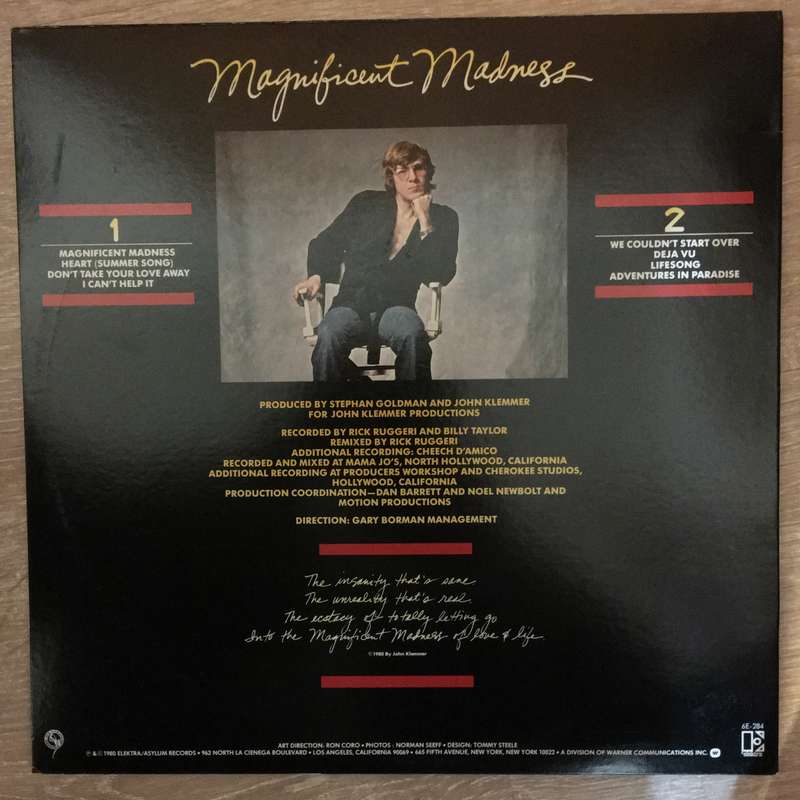 Magnificent Madness
1
MAGNIFICENT MADNESS
HEART (SUMMER SONG)
DON'T TAKE YOUR LOVE AWAY
I CAN'T HELP IT
2
WE COULDN'T START OVER
DEJA VU
LIFESONG
ADVENTURES IN PARADISE
PRODUCED BY STEPHAN GOLDMAN AND JOHN KLEMMER
FOR JOHN KLEMMER PRODUCTIONS
RECORDED BY RICK RUGGERI AND BILLY TAYLOR
REMIXED BY RICK RUGGERI
ADDITIONAL RECORDING: CHEECH D'AMICO
RECORDED AND MIXED AT MAMA JO'S, NORTH HOLLYWOOD, CALIFORNIA
ADDITIONAL RECORDING AT PRODUCERS WORKSHOP AND CHEROKEE STUDIOS,
HOLLYWOOD, CALIFORNIA
PRODUCTION COORDINATION—DAN BARRETT AND NOEL NEWBOLT AND
MOTION PRODUCTIONS
DIRECTION: GARY BORMAN MANAGEMENT
The insanity that's sane
The unreality that's real.
The ecstacy of totally letting go
Into the Magnificent Madness of love & life.
©1980 By John Klemmer
6E-284
ART DIRECTION: RON CORO • PHOTOS: NORMAN SEEFF • DESIGN: TOMMY STEELE
℗ & © 1980 ELEKTRA/ASYLUM RECORDS • 962 NORTH LA CIENEGA BOULEVARD • LOS ANGELES, CALIFORNIA 90069 • 665 FIFTH AVENUE, NEW YORK, NEW YORK 10022 • A DIVISION OF WARNER COMMUNICATIONS INC.